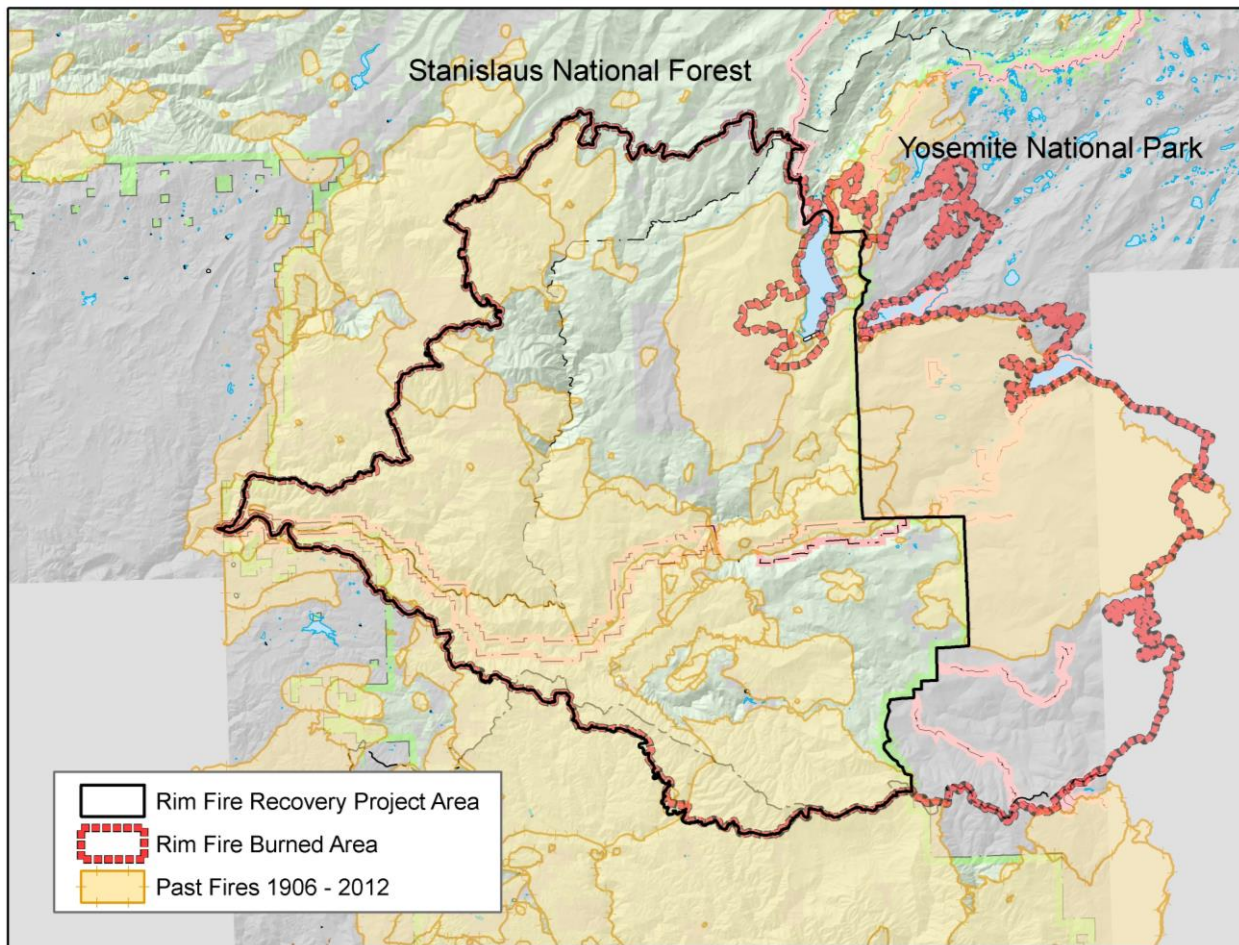 Stanislaus National Forest
Yosemite National Park
Rim Fire Recovery Project Area
Rim Fire Burned Area
Past Fires 1906 - 2012